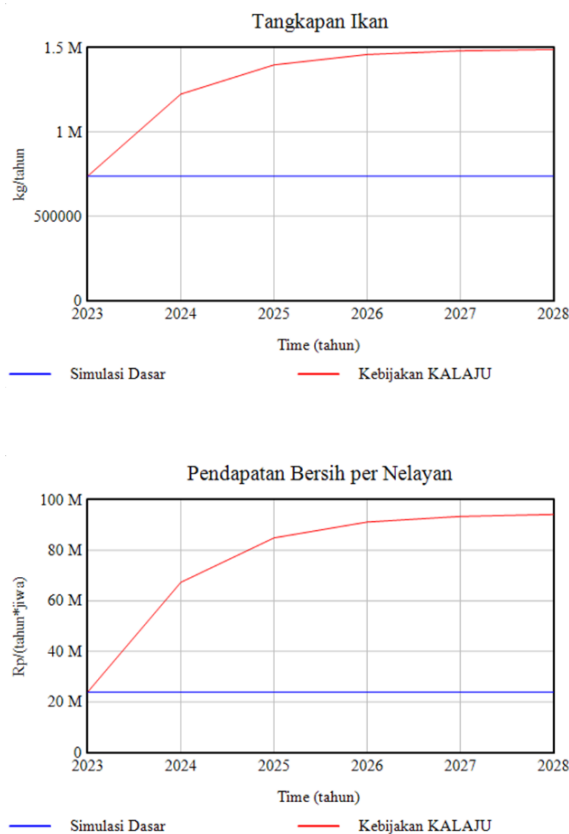 Tangkapan Ikan
1.5 M
1 M
500000
0
kg/tahun
2023 2024 2025 2026 2027 2028
Time (tahun)
Simulasi Dasar Kebijakan KALAJU
Pendapatan Bersih per Nelayan
100 M
80 M
60 M
40 M
20 M
0
Rp/(tahun*jiwa)
2023 2024 2025 2026 2027 2028
Time (tahun)
Simulasi Dasar Kebijakan KALAJU